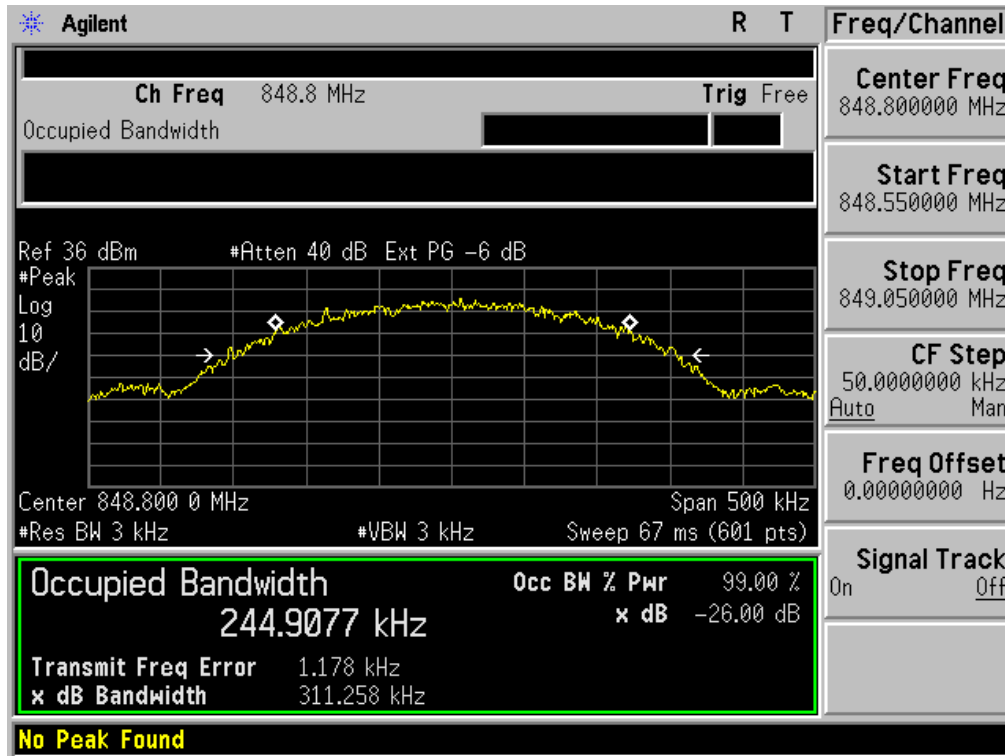 Agilent R T
Ch Freq 848.8 MHz Trig Free
Occupied Bandwidth
Ref 36 dBm #Atten 40 dB Ext PG -6 dB
#Peak
Log
10
dB/
Center 848.800 0 MHz Span 500 kHz
#Res BW 3 kHz #VBW 3 kHz Sweep 67 ms (601 pts)
Occupied Bandwidth
244.9077 kHz
Occ BW % Pwr 99.00 %
x dB -26.00 dB
Transmit Freq Error 1.178 kHz
x dB Bandwidth 311.258 kHz
No Peak Found
Freq/Channel
Center Freq
848.800000 MHz
Start Freq
848.550000 MHz
Stop Freq
849.050000 MHz
CF Step
50.0000000 kHz
Auto Man
Freq Offset
0.00000000 Hz
Signal Track
On Off